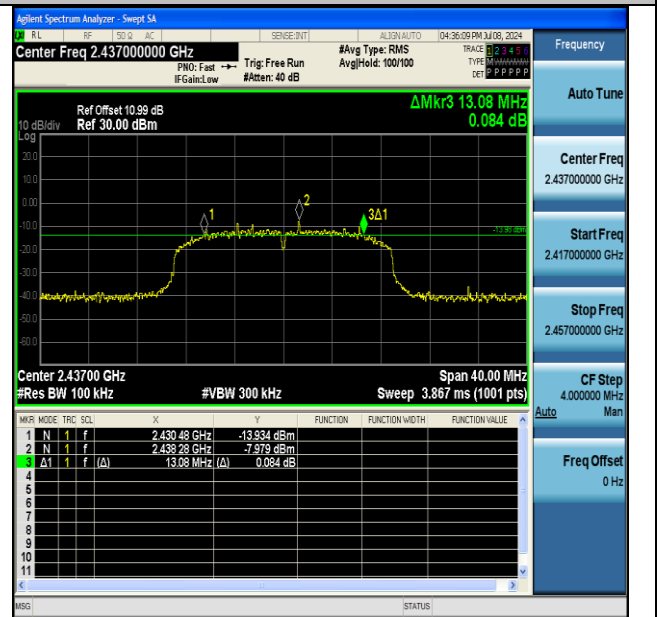 Agilent Spectrum Analyzer - Swept SA
RL RF 50 Ω AC SENSE:INT ALIGN AUTO 04:36:09 PM Jul 08, 2024
Center Freq 2.437000000 GHz
PNO: Fast
IFGain:Low
Trig: Free Run
#Atten: 40 dB
#Avg Type: RMS
Avg|Hold: 100/100
TRACE 1 2 3 4 5 6
TYPE
DET P P P P P P
Frequency
Auto Tune
Center Freq
2.437000000 GHz
Start Freq
2.417000000 GHz
Stop Freq
2.457000000 GHz
CF Step
4.000000 MHz
Auto Man
Freq Offset
0 Hz
ΔMkr3 13.08 MHz
0.084 dB
Ref Offset 10.99 dB
10 dB/div Ref 30.00 dBm
Log
20.0
10.0
0.00
-10.0
-20.0
-30.0
-40.0
-50.0
-60.0
1
2
3Δ1
-13.98 dBm
Center 2.43700 GHz Span 40.00 MHz
#Res BW 100 kHz #VBW 300 kHz Sweep 3.867 ms (1001 pts)
MKR MODE TRC SCL X Y FUNCTION FUNCTION WIDTH FUNCTION VALUE
1 N 1 f 2.430 48 GHz -13.934 dBm
2 N 1 f 2.438 28 GHz -7.979 dBm
3 Δ1 1 f (Δ) 13.08 MHz (Δ) 0.084 dB
4
5
6
7
8
9
10
11
MSG STATUS